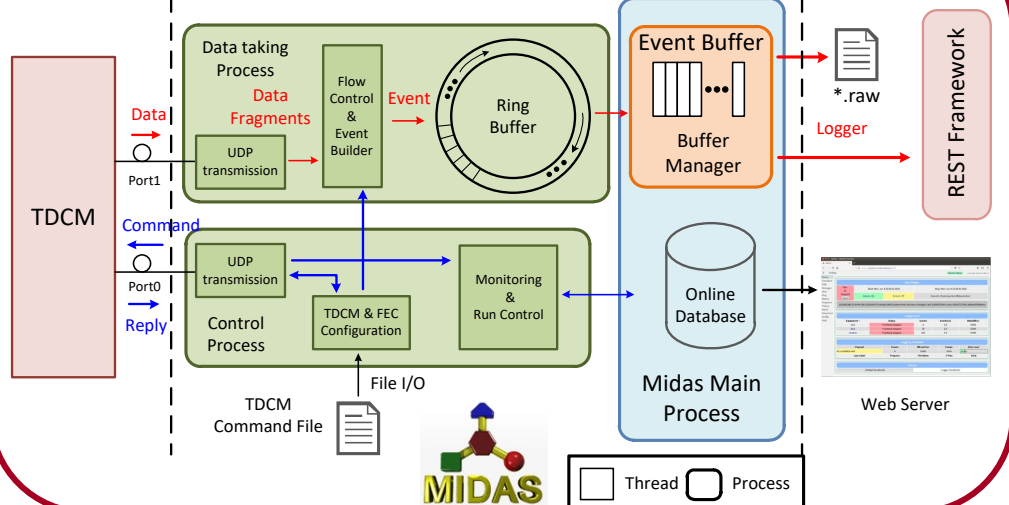 Data taking
Process
Data
Fragments
Flow
Control
&
Event
Builder
Event
Ring
Buffer
UDP
transmission
Event Buffer
Buffer
Manager
*.raw
Logger
REST Framework
TDCM
Data
Port1
Command
Port0
Reply
UDP
transmission
Control
Process
TDCM & FEC
Configuration
Monitoring
&
Run Control
Online
Database
Midas Main
Process
File I/O
TDCM
Command File
Web Server
MIDAS
Thread
Process